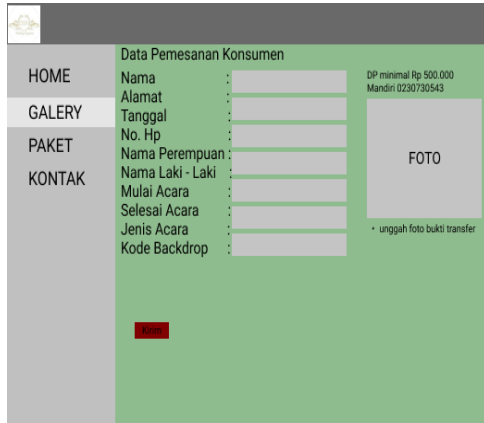 HOME
GALERY
PAKET
KONTAK
Data Pemesanan Konsumen
Nama :
Alamat :
Tanggal :
No. Hp :
Nama Perempuan :
Nama Laki - Laki :
Mulai Acara :
Selesai Acara :
Jenis Acara :
Kode Backdrop :
Kirim
DP minimal Rp 500.000
Mandiri 0230730543
FOTO
• unggah foto bukti transfer